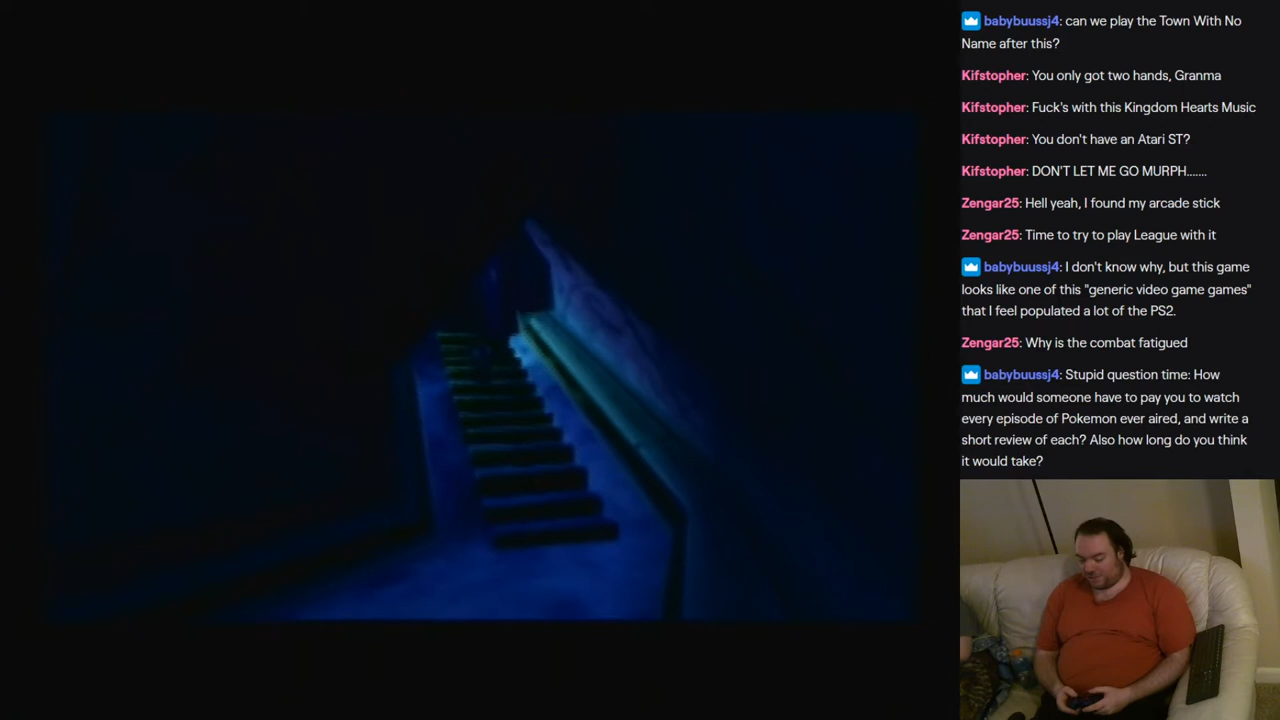 babybuussj4: can we play the Town With No
Name after this?
Kifstopher: You only got two hands, Granma
Kifstopher: Fuck's with this Kingdom Hearts Music
Kifstopher: You don't have an Atari ST?
Kifstopher: DON'T LET ME GO MURPH.......
Zengar25: Hell yeah, I found my arcade stick
Zengar25: Time to try to play League with it
babybuussj4: I don't know why, but this game
looks like one of this "generic video game games"
that I feel populated a lot of the PS2.
Zengar25: Why is the combat fatigued
babybuussj4: Stupid question time: How
much would someone have to pay you to watch
every episode of Pokemon ever aired, and write a
short review of each? Also how long do you think
it would take?